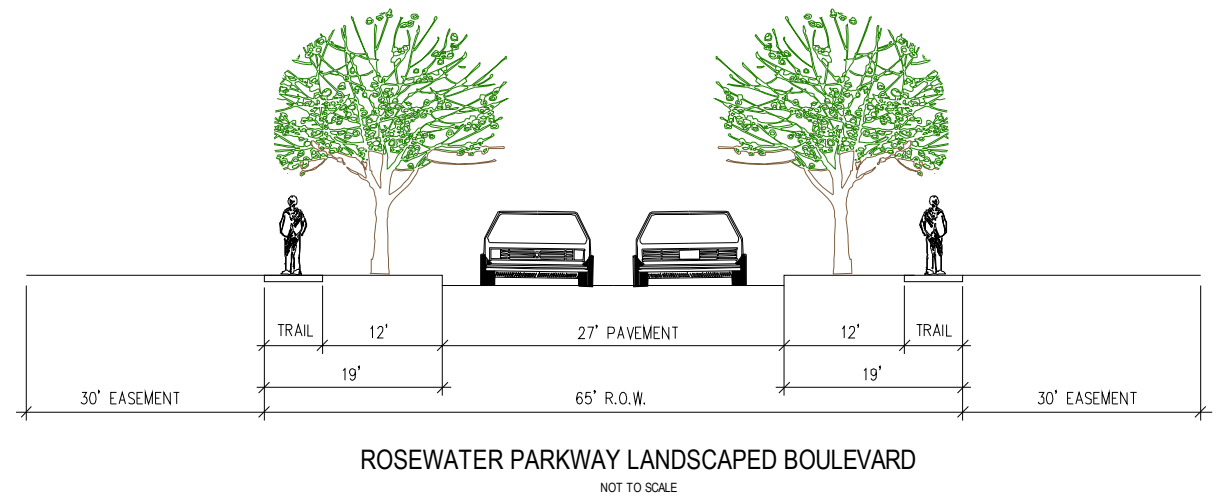 TRAIL 12' 27' PAVEMENT 12' TRAIL
19' 19'
30' EASEMENT 65' R.O.W. 30' EASEMENT
ROSEWATER PARKWAY LANDSCAPED BOULEVARD
NOT TO SCALE